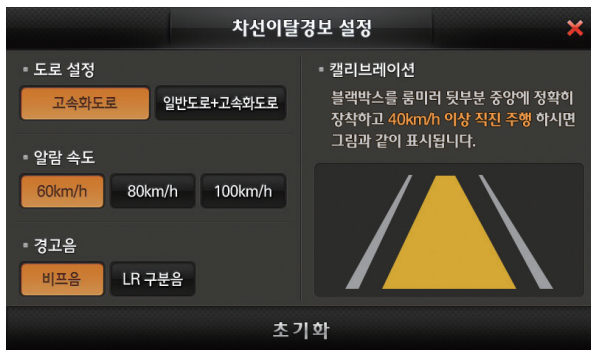 차선이탈경보 설정
도로 설정
고속화도로 일반도로+고속화도로
알람 속도
60km/h 80km/h 100km/h
경고음
비프음 LR 구분음
캘리브레이션
블랙박스를 룸미러 뒷부분 중앙에 정확히
장착하고 40km/h 이상 직진 주행 하시면
그림과 같이 표시됩니다.
초기화